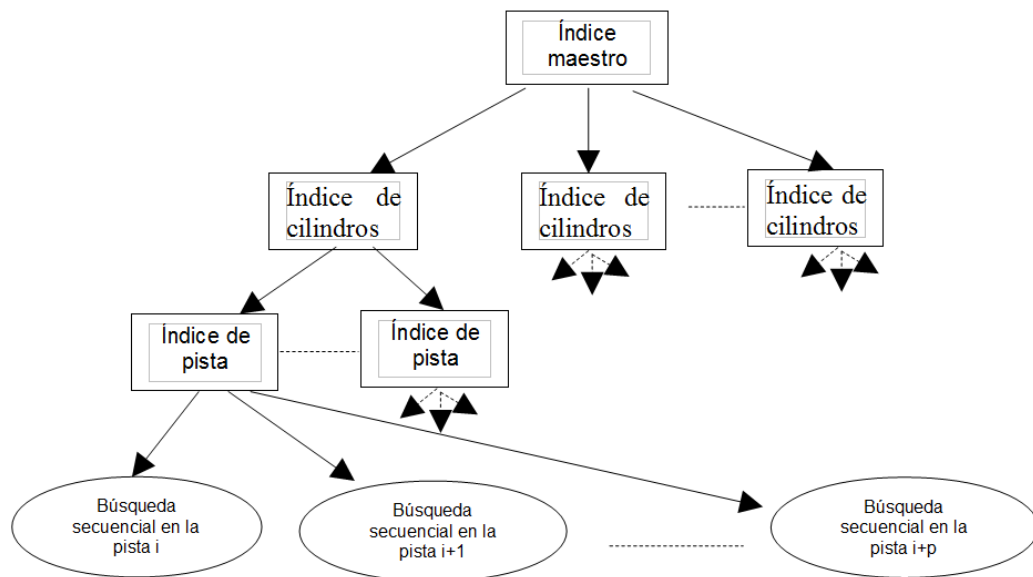 Índice
maestro
Índice de
cilindros
Índice de
cilindros
Índice de
cilindros
Índice de
pista
Índice de
pista
Búsqueda
secuencial en la
pista i
Búsqueda
secuencial en la
pista i+1
Búsqueda
secuencial en la
pista i+p